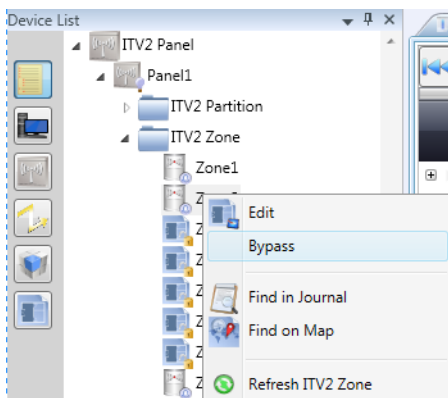 Device List
ITV2 Panel
Panel1
ITV2 Partition
ITV2 Zone
Zone1
Edit
Bypass
Find in Journal
Find on Map
Refresh ITV2 Zone